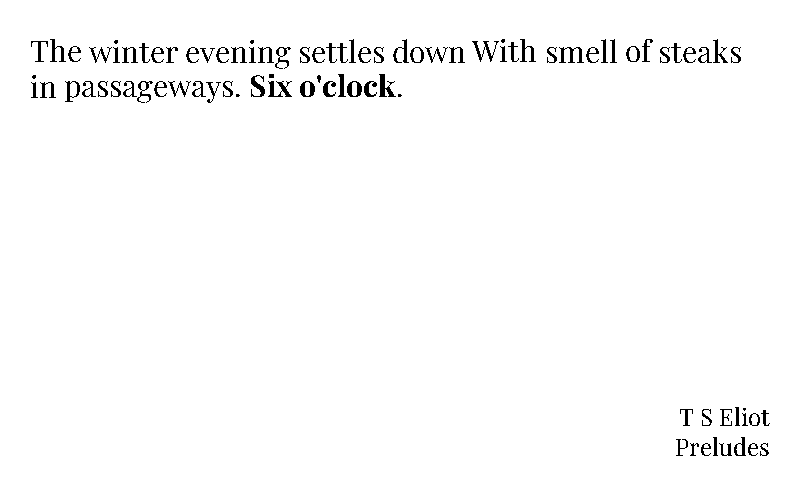 The winter evening settles down With smell of steaks
in passageways. Six o'clock.
T S Eliot
Preludes